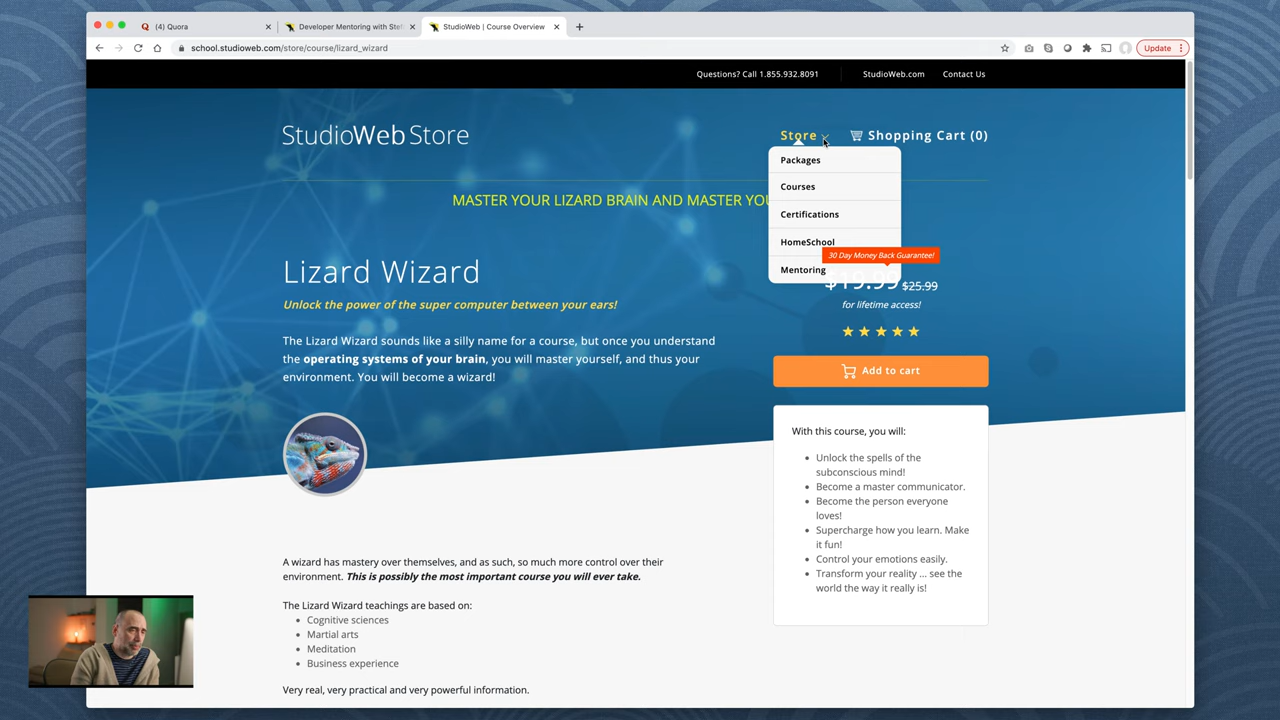 (4) Quora
Developer Mentoring with Stef
StudioWeb | Course Overview
school.studioweb.com/store/course/lizard_wizard
Update
Questions? Call 1.855.932.8091
StudioWeb.com
Contact Us
StudioWeb Store
Store
Shopping Cart (0)
Packages
Courses
Certifications
HomeSchool
Mentoring
MASTER YOUR LIZARD BRAIN AND MASTER YOU
30 Day Money Back Guarantee!
$19.99 $25.99
for lifetime access!
Add to cart
Lizard Wizard
Unlock the power of the super computer between your ears!
The Lizard Wizard sounds like a silly name for a course, but once you understand
the operating systems of your brain, you will master yourself, and thus your
environment. You will become a wizard!
With this course, you will:
Unlock the spells of the
subconscious mind!
Become a master communicator.
Become the person everyone
loves!
Supercharge how you learn. Make
it fun!
Control your emotions easily.
Transform your reality ... see the
world the way it really is!
A wizard has mastery over themselves, and as such, so much more control over their
environment. This is possibly the most important course you will ever take.
The Lizard Wizard teachings are based on:
Cognitive sciences
Martial arts
Meditation
Business experience
Very real, very practical and very powerful information.